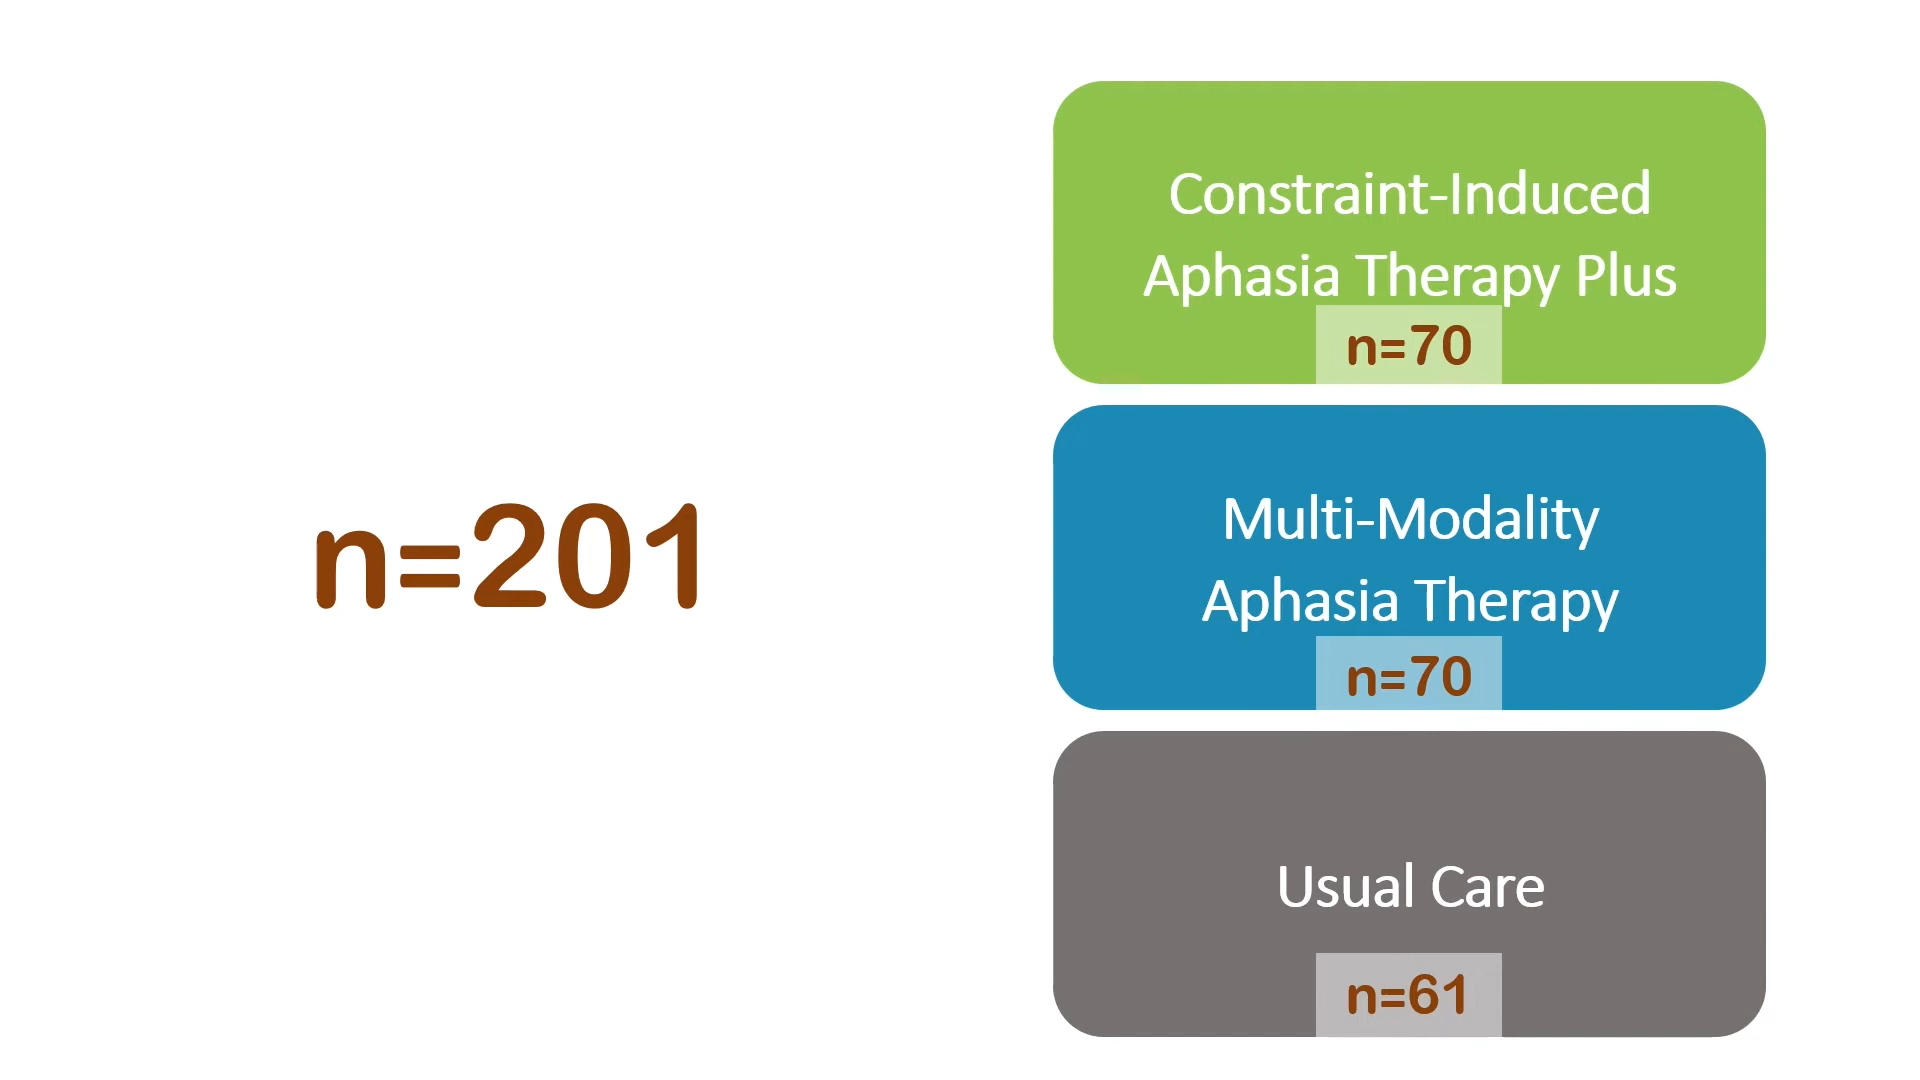 n=201
Constraint-Induced
Aphasia Therapy Plus
n=70
Multi-Modality
Aphasia Therapy
n=70
Usual Care
n=61